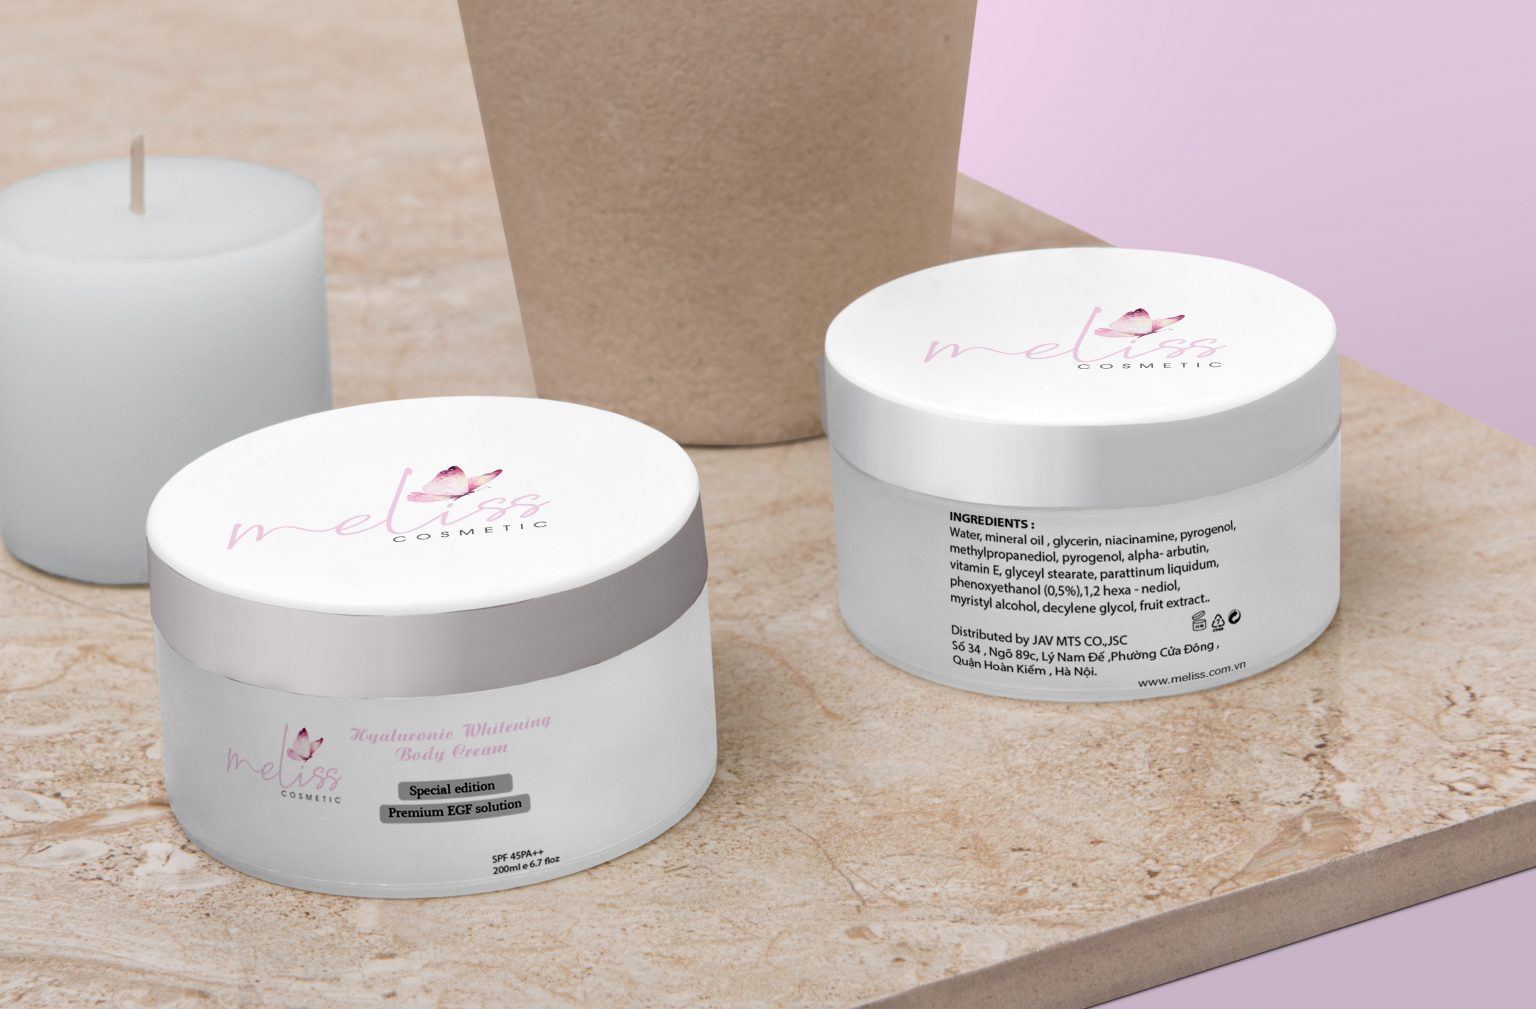 meliss
COSMETIC
meliss
COSMETIC
Hyaluronic Whitening
Body Cream
Special edition
Premium EGF solution
SPF 45PA++
200ml e 6.7 floz
meliss
COSMETIC
INGREDIENTS :
Water, mineral oil , glycerin, niacinamine, pyrogenol,
methylpropanediol, pyrogenol, alpha- arbutin,
vitamin E, glyceyl stearate, parattinum liquidum,
phenoxyethanol (0,5%),1,2 hexa - nediol,
myristyl alcohol, decylene glycol, fruit extract..
Distributed by JAV MTS CO.,JSC
Số 34 , Ngõ 89c, Lý Nam Đế ,Phường Cửa Đông ,
Quận Hoàn Kiếm , Hà Nội.
www.meliss.com.vn